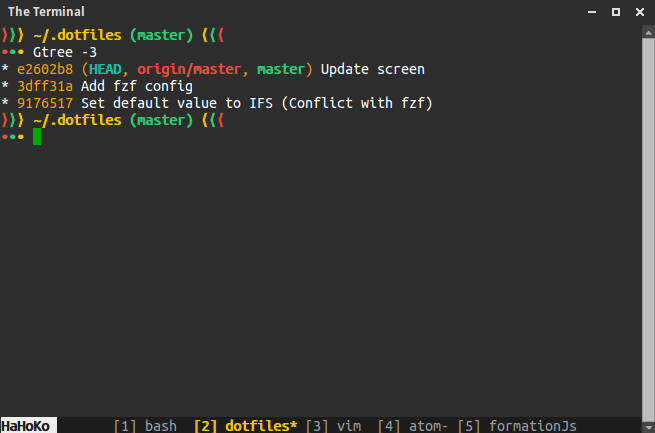 The Terminal
⟩⟩⟩ ~/.dotfiles (master) ⟨⟨⟨
••• Gtree -3
* e2602b8 (HEAD, origin/master, master) Update screen
* 3dff31a Add fzf config
* 9176517 Set default value to IFS (Conflict with fzf)
⟩⟩⟩ ~/.dotfiles (master) ⟨⟨⟨
•••
HaHoKo [1] bash [2] dotfiles* [3] vim [4] atom- [5] formationJs